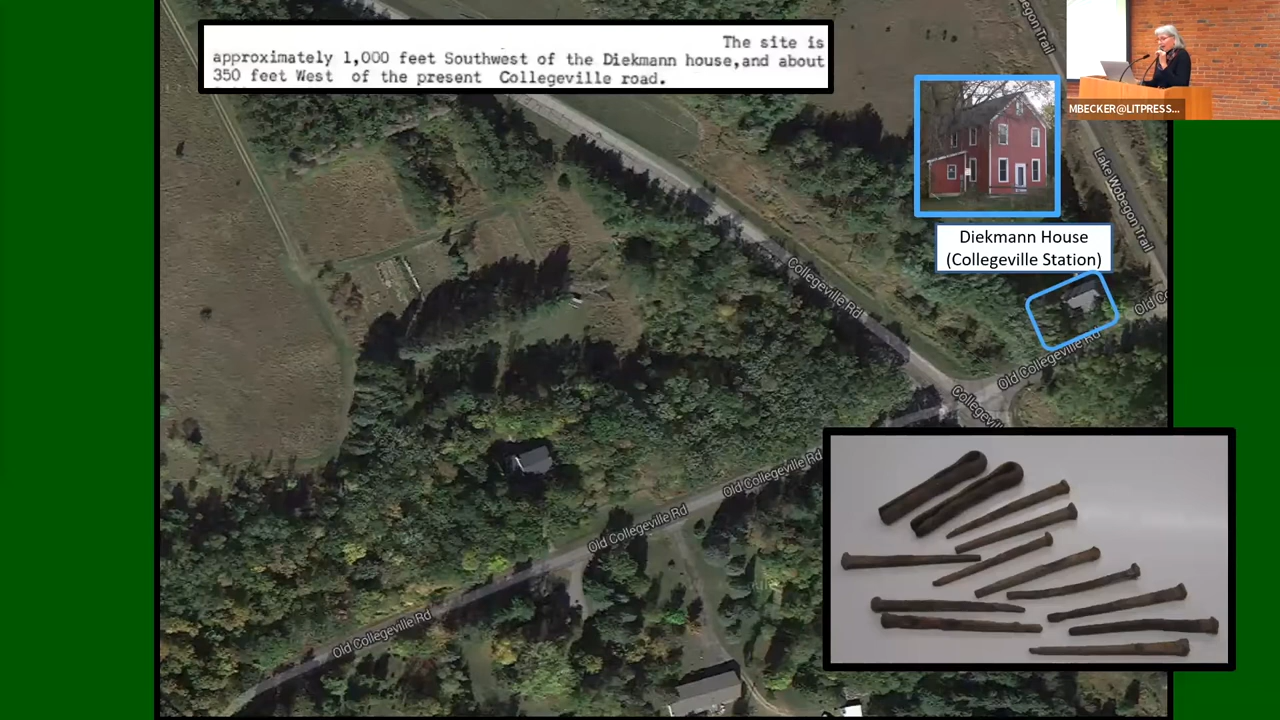 The site is
approximately 1,000 feet Southwest of the Diekmann house,and about
350 feet West of the present Collegeville road.
MBECKER@LITPRESS...
Lake Wobegon Trail
Diekmann House
(Collegeville Station)
Collegeville Rd
Old Collegeville Rd
Old Collegeville Rd
Old Collegeville Rd
Old Collegeville Rd